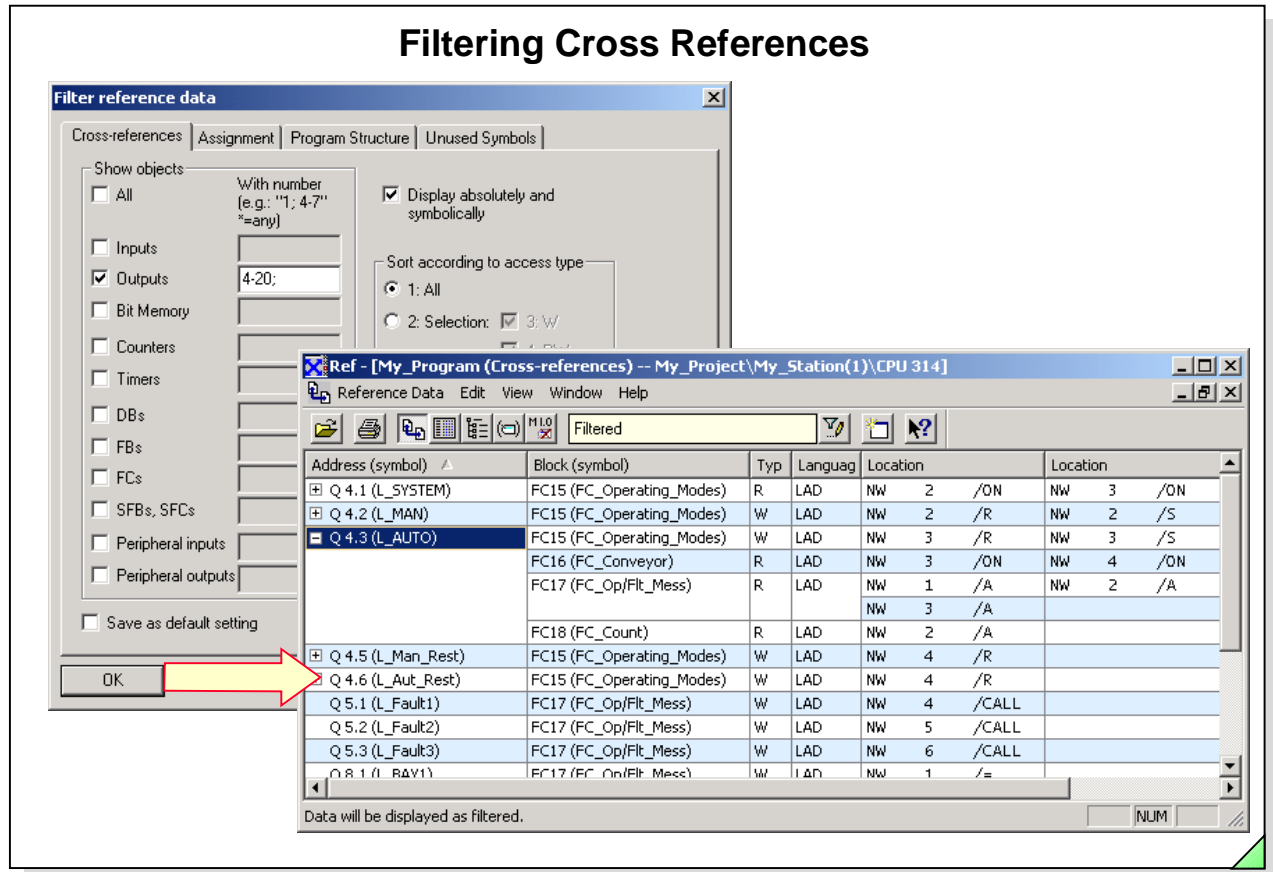 Filtering Cross References
Filter reference data
Cross-references Assignment Program Structure Unused Symbols
Show objects
All
With number
(e.g.: "1; 4-7"
*=any)
Display absolutely and
symbolically
Inputs
Outputs 4-20;
Bit Memory
Counters
Timers
DBs
FBs
FCs
SFBs, SFCs
Peripheral inputs
Peripheral outputs
Sort according to access type
1: All
2: Selection: 3: W
Save as default setting
OK
Ref - [My_Program (Cross-references) -- My_Project\My_Station(1)\CPU 314]
Reference Data Edit View Window Help
M I.0
Filtered
Address (symbol) Block (symbol) Typ Languag Location Location
Q 4.1 (L_SYSTEM) FC15 (FC_Operating_Modes) R LAD NW 2 /ON NW 3 /ON
Q 4.2 (L_MAN) FC15 (FC_Operating_Modes) W LAD NW 2 /R NW 2 /S
Q 4.3 (L_AUTO) FC15 (FC_Operating_Modes) W LAD NW 3 /R NW 3 /S
FC16 (FC_Conveyor) R LAD NW 3 /ON NW 4 /ON
FC17 (FC_Op/Flt_Mess) R LAD NW 1 /A NW 2 /A
NW 3 /A
FC18 (FC_Count) R LAD NW 2 /A
Q 4.5 (L_Man_Rest) FC15 (FC_Operating_Modes) W LAD NW 4 /R
Q 4.6 (L_Aut_Rest) FC15 (FC_Operating_Modes) W LAD NW 4 /R
Q 5.1 (L_Fault1) FC17 (FC_Op/Flt_Mess) W LAD NW 4 /CALL
Q 5.2 (L_Fault2) FC17 (FC_Op/Flt_Mess) W LAD NW 5 /CALL
Q 5.3 (L_Fault3) FC17 (FC_Op/Flt_Mess) W LAD NW 6 /CALL
Q 8.1 (L_BAY1) FC17 (FC_Op/Flt_Mess) W LAD NW 1 /=
Data will be displayed as filtered.
NUM